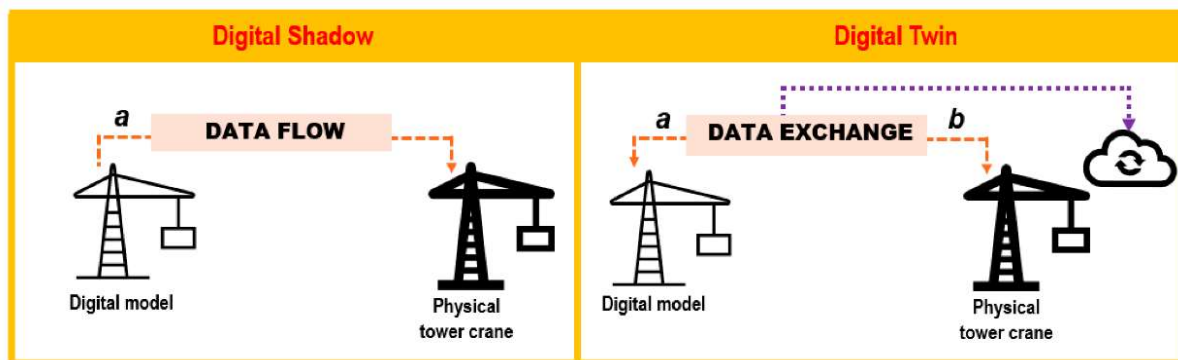 Digital Shadow
a
DATA FLOW
Digital model
Physical
tower crane
Digital Twin
a
DATA EXCHANGE
b
Digital model
Physical
tower crane